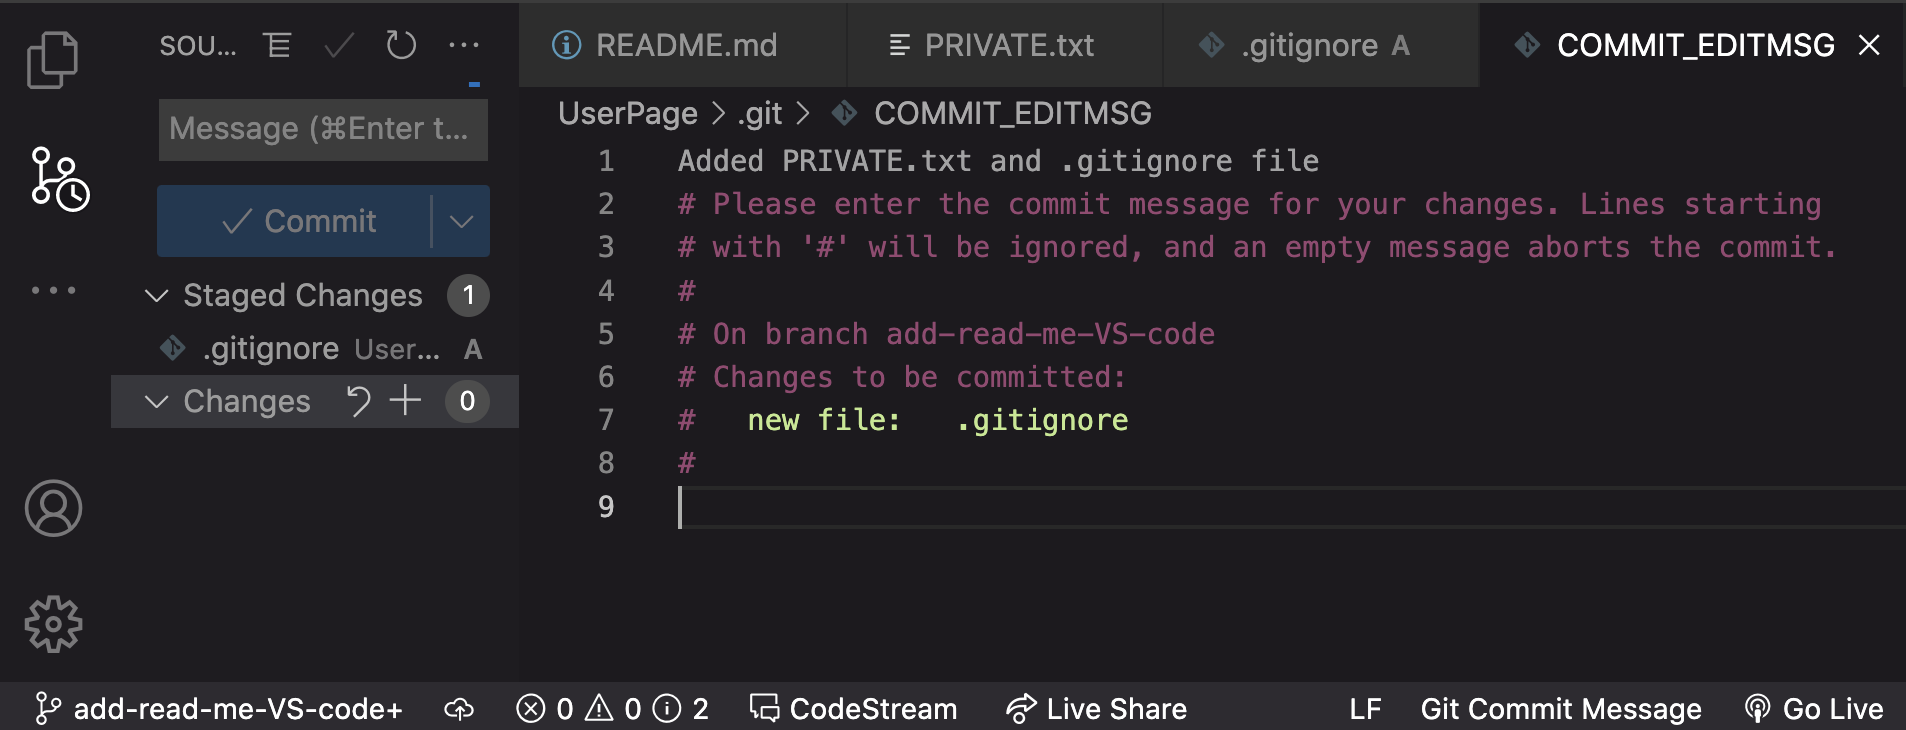 SOU...
Message (⌘Enter t...
Commit
Staged Changes 1
.gitignore User... A
Changes 0
README.md PRIVATE.txt .gitignore A COMMIT_EDITMSG
UserPage > .git > COMMIT_EDITMSG
1 Added PRIVATE.txt and .gitignore file
2 # Please enter the commit message for your changes. Lines starting
3 # with '#' will be ignored, and an empty message aborts the commit.
4 #
5 # On branch add-read-me-VS-code
6 # Changes to be committed:
7 #   new file:   .gitignore
8 #
9
add-read-me-VS-code+ 0 0 2 CodeStream Live Share LF Git Commit Message Go Live